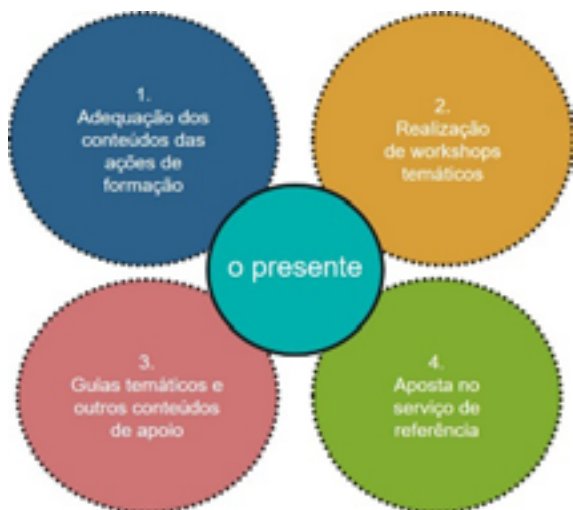 1.
Adequação dos
conteúdos das
ações de
formação
2.
Realização
de workshops
temáticos
o presente
3.
Guias temáticos e
outros conteúdos
de apoio
4.
Aposta no
serviço de
referência